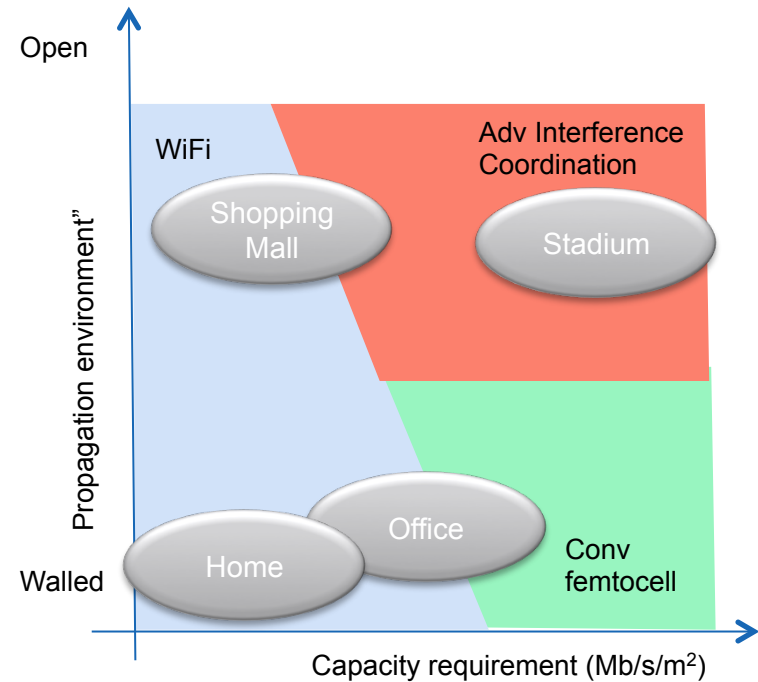 Open
WiFi
Adv Interference
Coordination
Shopping
Mall
Stadium
Propagation environment”
Office
Home
Conv
femtocell
Walled
Capacity requirement (Mb/s/m²)